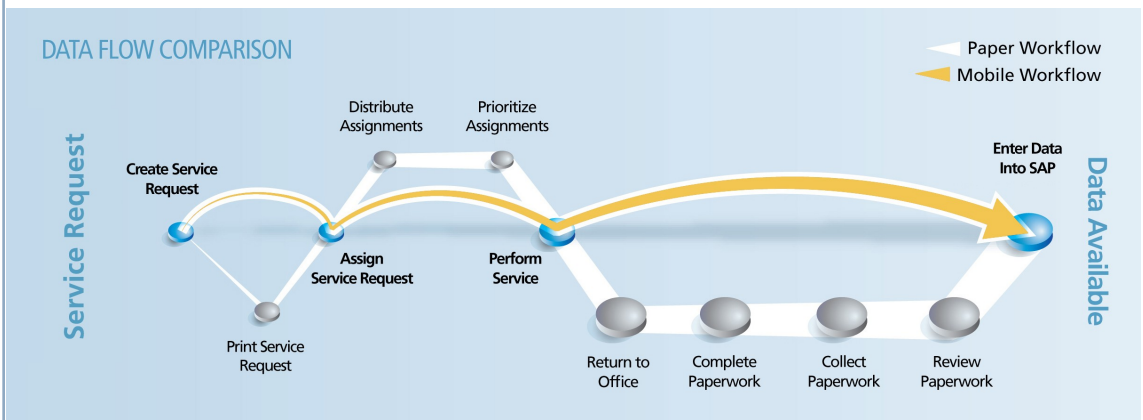 DATA FLOW COMPARISON
Paper Workflow
Mobile Workflow
Service Request
Create Service
Request
Print Service
Request
Assign
Service Request
Distribute
Assignments
Prioritize
Assignments
Perform
Service
Return to
Office
Complete
Paperwork
Collect
Paperwork
Review
Paperwork
Enter Data
Into SAP
Data Available